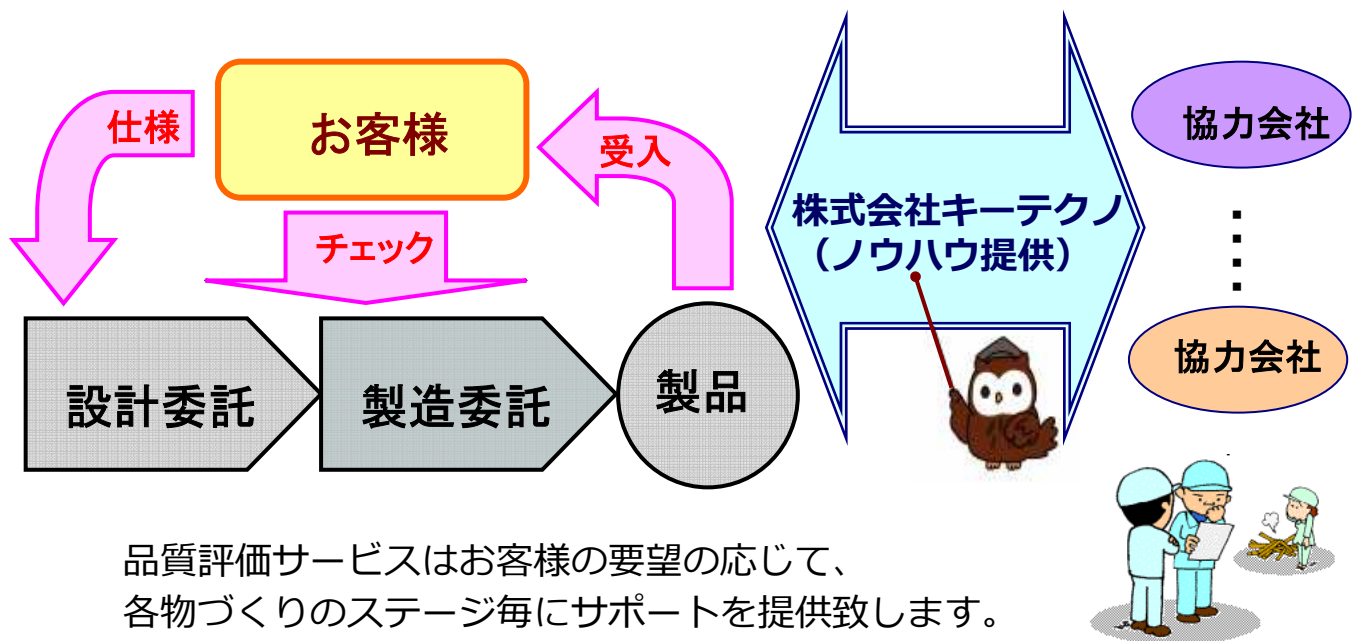 仕様
お客様
受入
チェック
設計委託
製造委託
製品
株式会社キーテクノ
（ノウハウ提供）
協力会社
協力会社
品質評価サービスはお客様の要望の応じて、
各物づくりのステージ毎にサポートを提供致します。